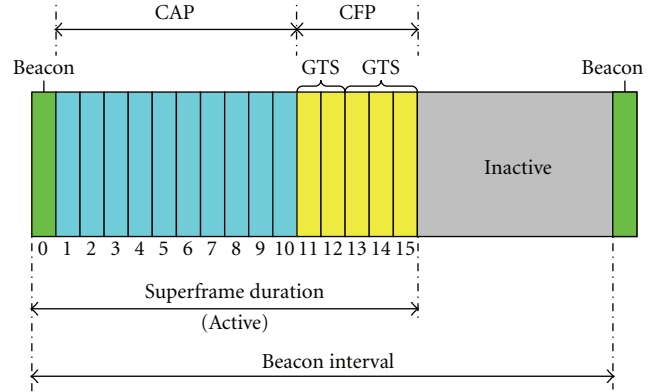 CAP CFP
Beacon GTS GTS Beacon
Inactive
0 1 2 3 4 5 6 7 8 9 10 11 12 13 14 15
Superframe duration
(Active)
Beacon interval